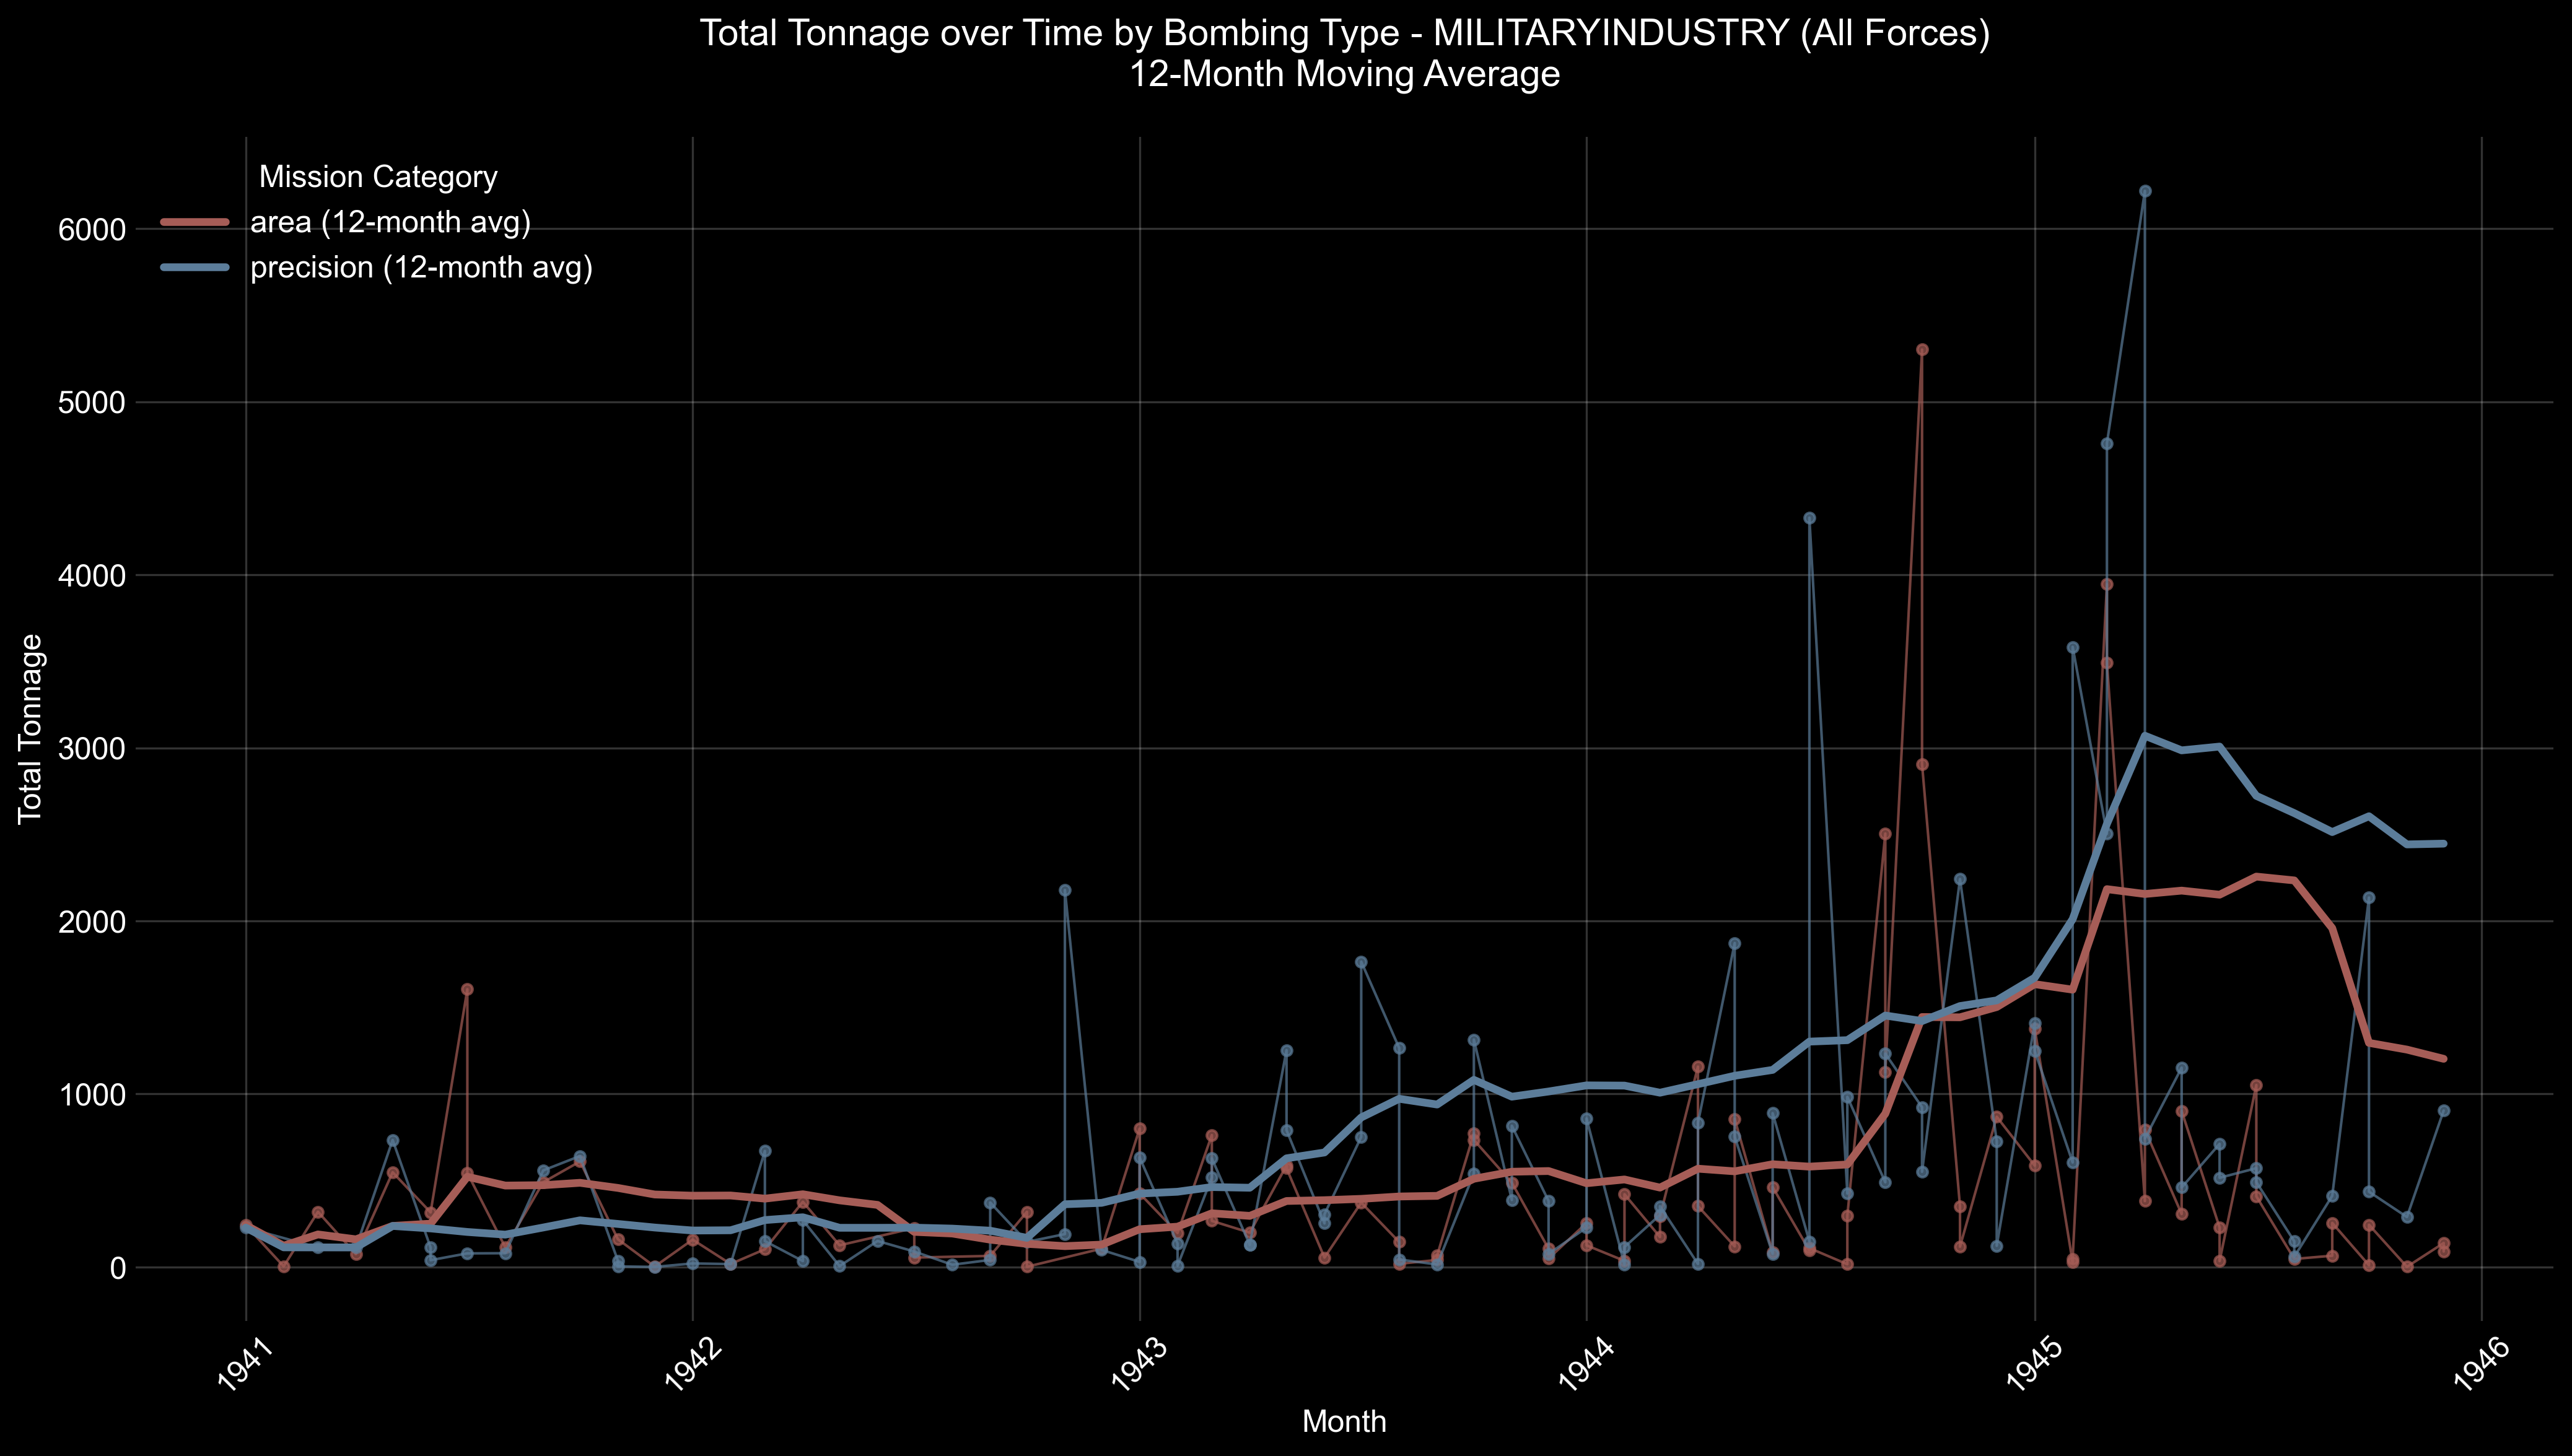 Total Tonnage over Time by Bombing Type - MILITARYINDUSTRY (All Forces)
12-Month Moving Average
Mission Category
area (12-month avg)
precision (12-month avg)
Total Tonnage
6000
5000
4000
3000
2000
1000
0
1941
1942
1943
1944
1945
1946
Month